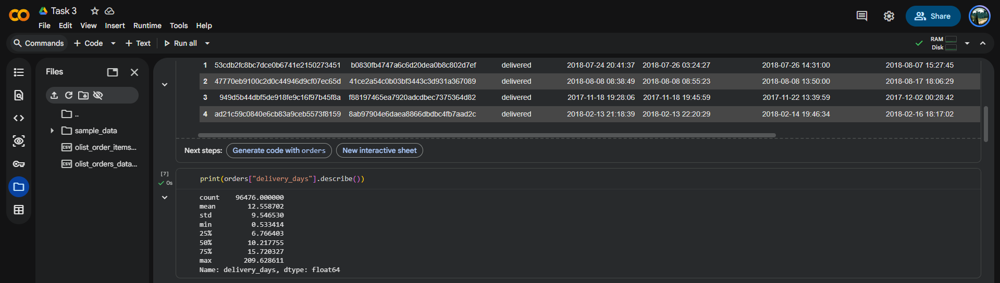 Task 3
File Edit View Insert Runtime Tools Help
Share
Commands + Code + Text Run all
RAM
Disk
Files
..
sample_data
olist_order_items...
olist_orders_data...
1 53cdb2fc8bc7dce0b6741e2150273451 b0830fb4747a6c6d20dea0b8c802d7ef delivered 2018-07-24 20:41:37 2018-07-26 03:24:27 2018-07-26 14:31:00 2018-08-07 15:27:45
2 47770eb9100c2d0c44946d9cf07ec65d 41ce2a54c0b03bf3443c3d931a367089 delivered 2018-08-08 08:38:49 2018-08-08 08:55:23 2018-08-08 13:50:00 2018-08-17 18:06:29
3 949d5b44dbf5de918fe9c16f97b45f8a f88197465ea7920adcdbec7375364d82 delivered 2017-11-18 19:28:06 2017-11-18 19:45:59 2017-11-22 13:39:59 2017-12-02 00:28:42
4 ad21c59c0840e6cb83a9ceb5573f8159 8ab97904e6daea8866dbdbc4fb7aad2c delivered 2018-02-13 21:18:39 2018-02-13 22:20:29 2018-02-14 19:46:34 2018-02-16 18:17:02
Next steps: Generate code with orders New interactive sheet
[7]
0s
print(orders["delivery_days"].describe())
count 96476.000000
mean 12.558702
std 9.546530
min 0.533414
25% 6.766403
50% 10.217755
75% 15.720327
max 209.628611
Name: delivery_days, dtype: float64